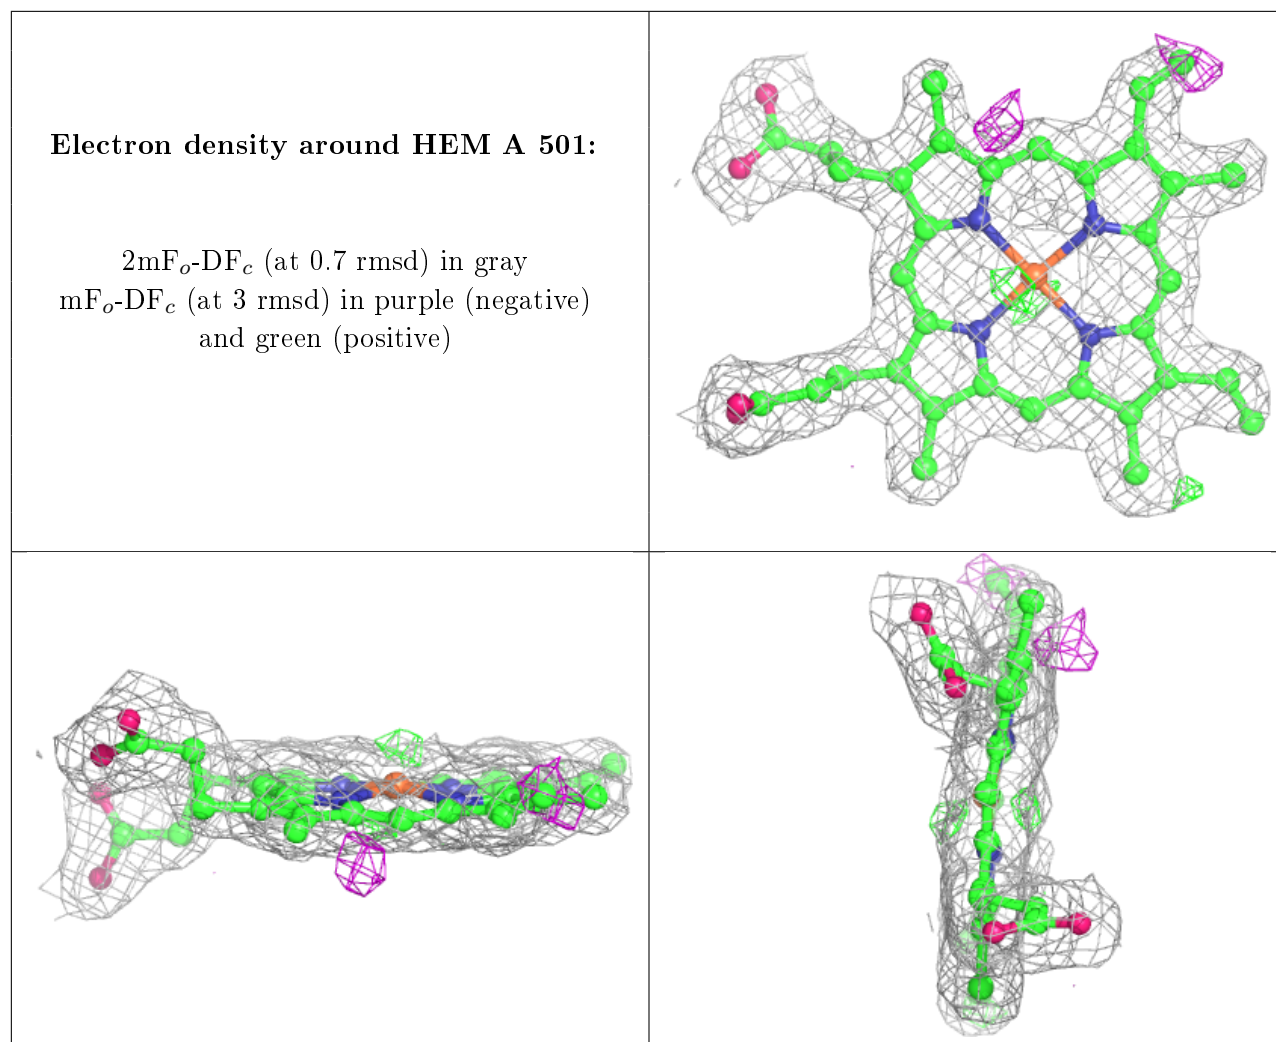 Electron density around HEM A 501:
2mFₒ-DF𝒸 (at 0.7 rmsd) in gray
mFₒ-DF𝒸 (at 3 rmsd) in purple (negative)
and green (positive)